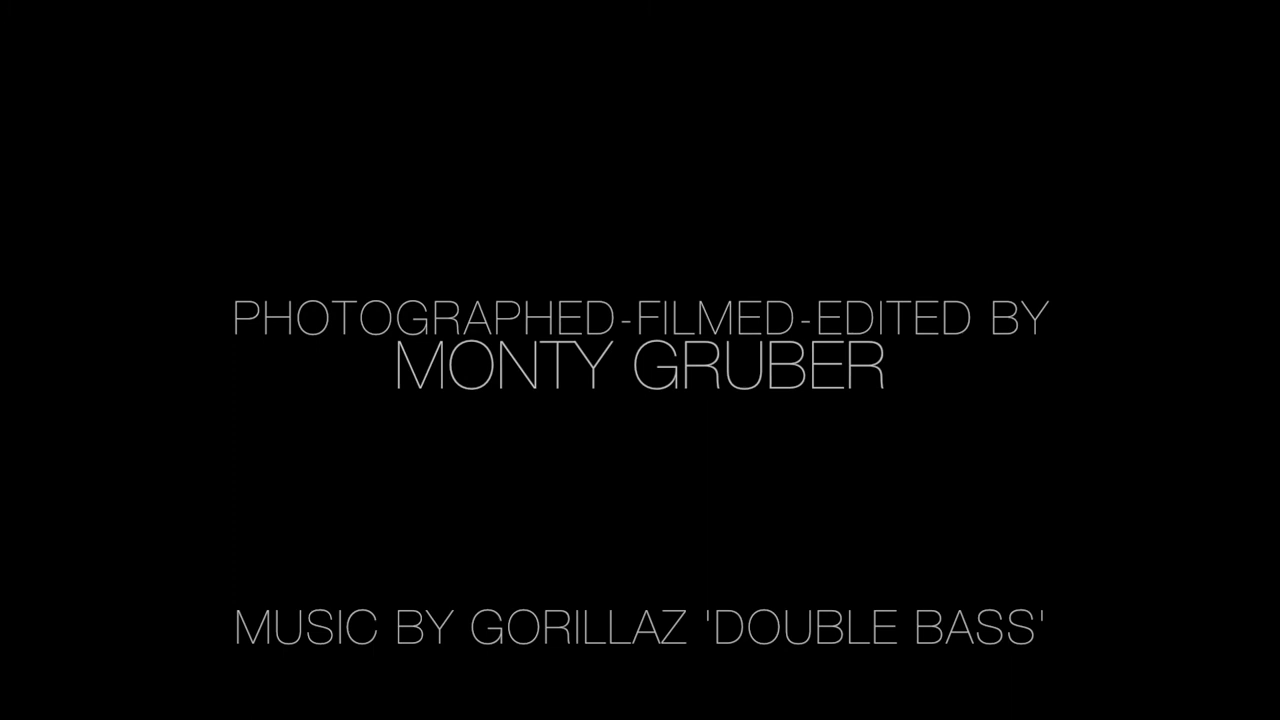 PHOTOGRAPHED-FILMED-EDITED BY
MONTY GRUBER
MUSIC BY GORILLAZ 'DOUBLE BASS'